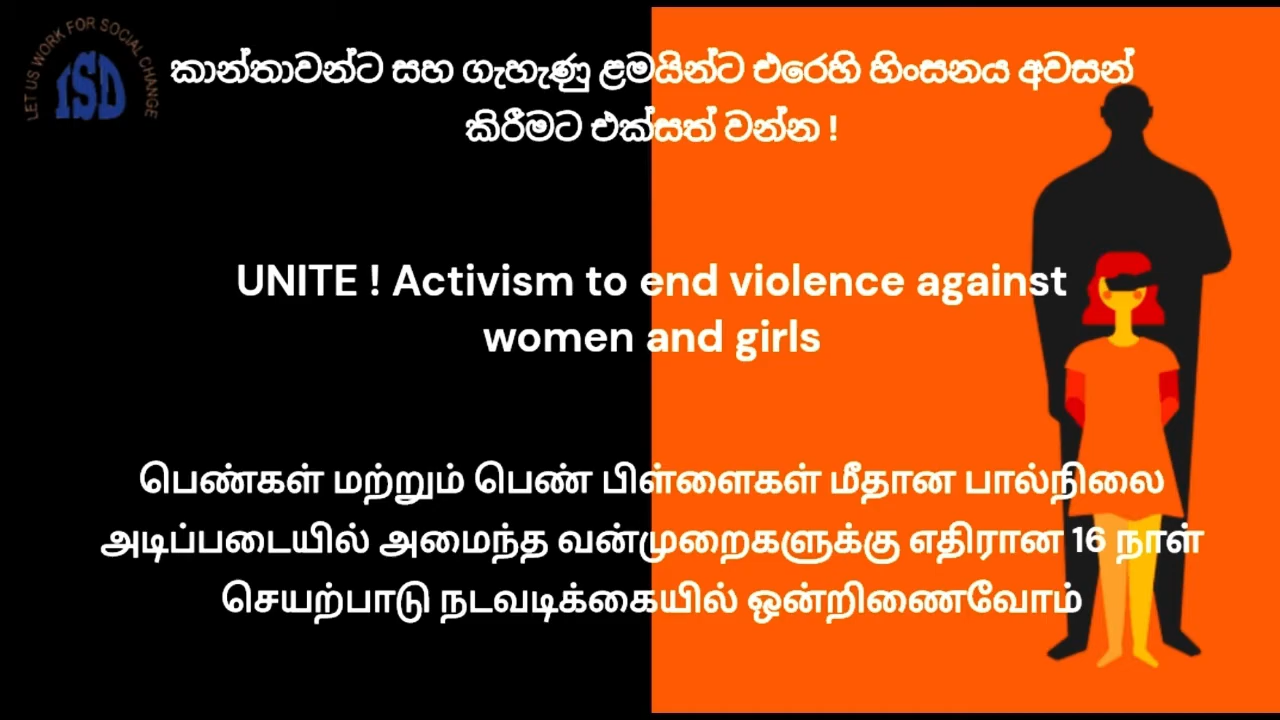 LET US WORK FOR SOCIAL CHANGE
ISD
කාන්තාවන්ට සහ ගැහැණු ළමයින්ට එරෙහි හිංසනය අවසන්
කිරීමට එක්සත් වන්න !
UNITE ! Activism to end violence against
women and girls
பெண்கள் மற்றும் பெண் பிள்ளைகள் மீதான பால்நிலை
அடிப்படையில் அமைந்த வன்முறைகளுக்கு எதிரான 16 நாள்
செயற்பாடு நடவடிக்கையில் ஒன்றிணைவோம்